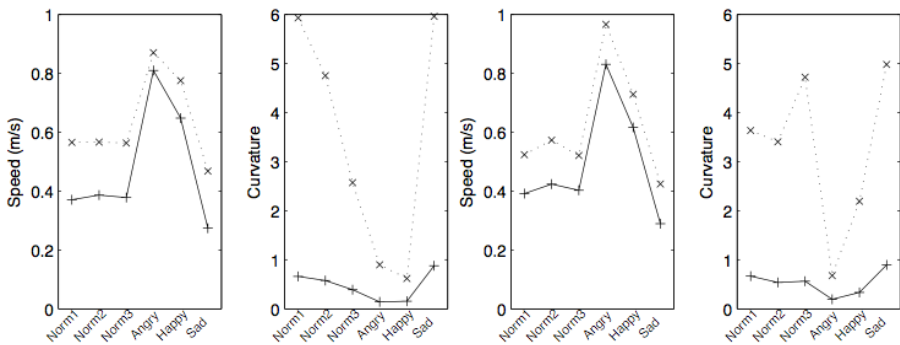 Speed (m/s)
1
0.8
0.6
0.4
0.2
0
Norm1
Norm2
Norm3
Angry
Happy
Sad
Curvature
6
5
4
3
2
1
0
Norm1
Norm2
Norm3
Angry
Happy
Sad
Speed (m/s)
1
0.8
0.6
0.4
0.2
0
Norm1
Norm2
Norm3
Angry
Happy
Sad
Curvature
6
5
4
3
2
1
0
Norm1
Norm2
Norm3
Angry
Happy
Sad